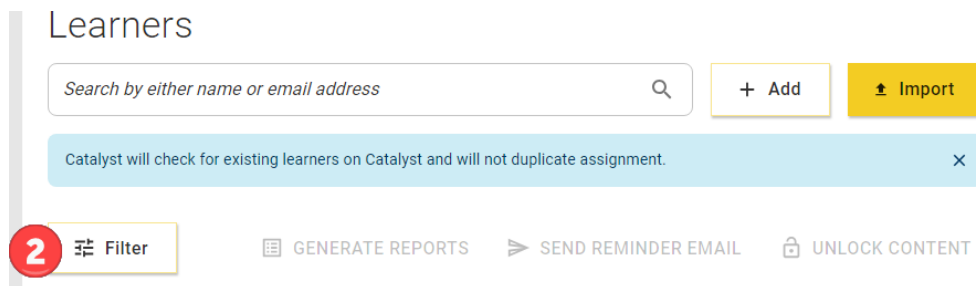 Learners
Search by either name or email address
+ Add
Import
Catalyst will check for existing learners on Catalyst and will not duplicate assignment.
2
Filter
GENERATE REPORTS
SEND REMINDER EMAIL
UNLOCK CONTENT